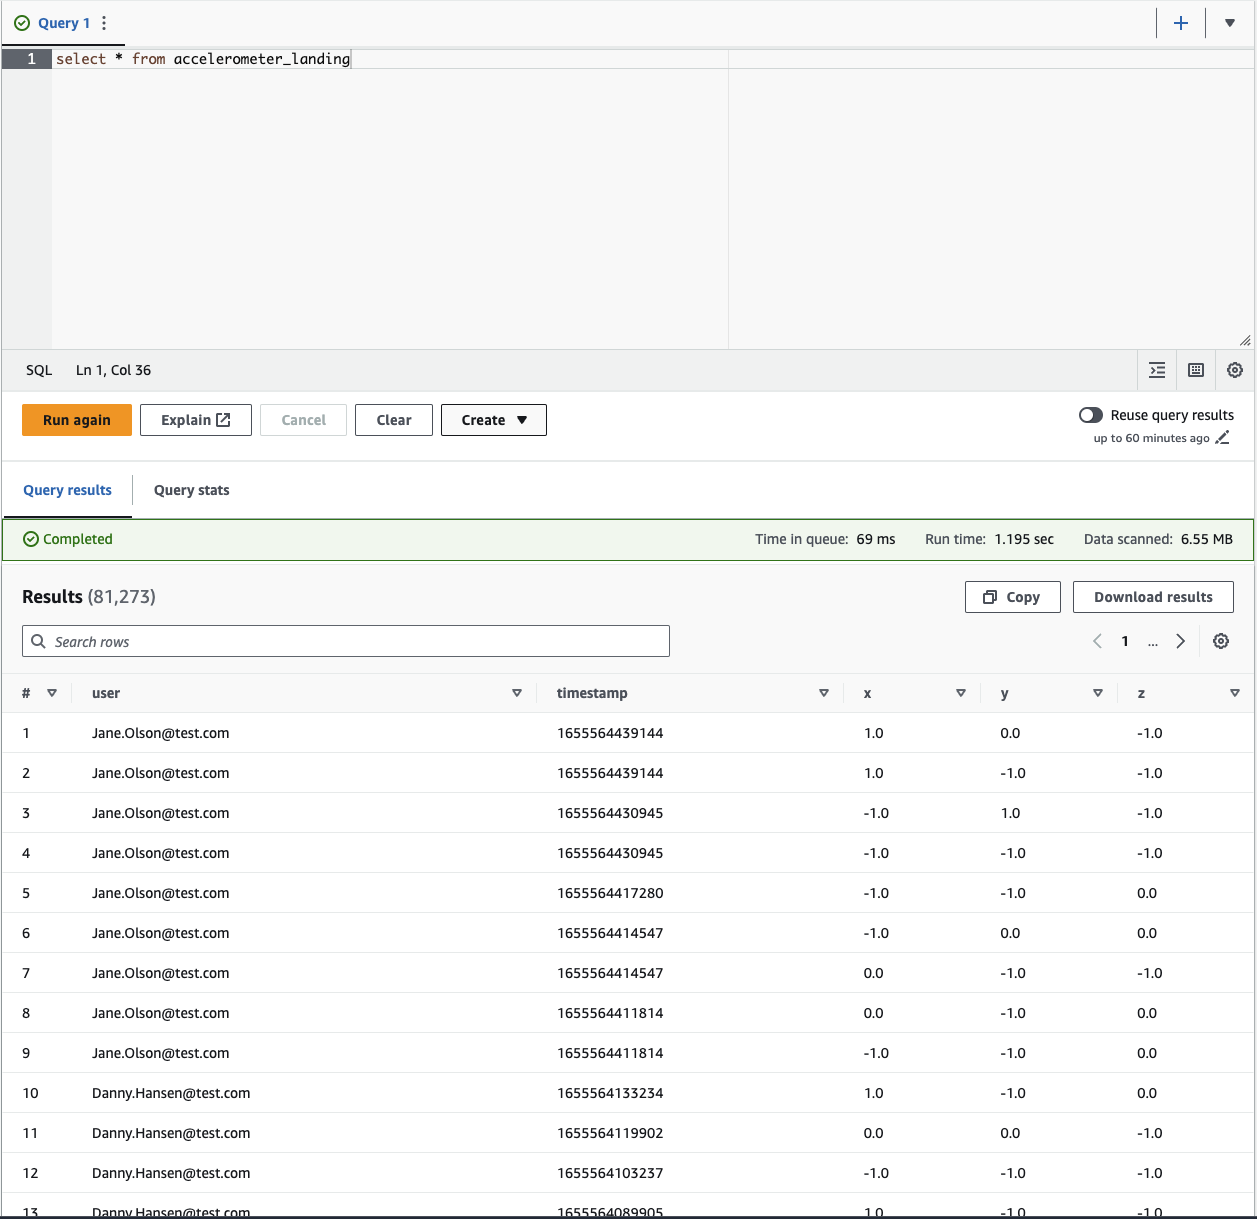 Query 1
1 select * from accelerometer_landing
SQL Ln 1, Col 36
Run again Explain Cancel Clear Create Reuse query results
up to 60 minutes ago
Query results Query stats
Completed Time in queue: 69 ms Run time: 1.195 sec Data scanned: 6.55 MB
Results (81,273) Copy Download results
Search rows 1 ...
# user timestamp x y z
1 Jane.Olson@test.com 1655564439144 1.0 0.0 -1.0
2 Jane.Olson@test.com 1655564439144 1.0 -1.0 -1.0
3 Jane.Olson@test.com 1655564430945 -1.0 1.0 -1.0
4 Jane.Olson@test.com 1655564430945 -1.0 -1.0 -1.0
5 Jane.Olson@test.com 1655564417280 -1.0 -1.0 0.0
6 Jane.Olson@test.com 1655564414547 -1.0 0.0 0.0
7 Jane.Olson@test.com 1655564414547 0.0 -1.0 -1.0
8 Jane.Olson@test.com 1655564411814 0.0 -1.0 0.0
9 Jane.Olson@test.com 1655564411814 -1.0 -1.0 0.0
10 Danny.Hansen@test.com 1655564133234 1.0 -1.0 0.0
11 Danny.Hansen@test.com 1655564119902 0.0 0.0 -1.0
12 Danny.Hansen@test.com 1655564103237 -1.0 -1.0 -1.0
13 Danny.Hansen@test.com 1655564089905 1.0 -1.0 -1.0